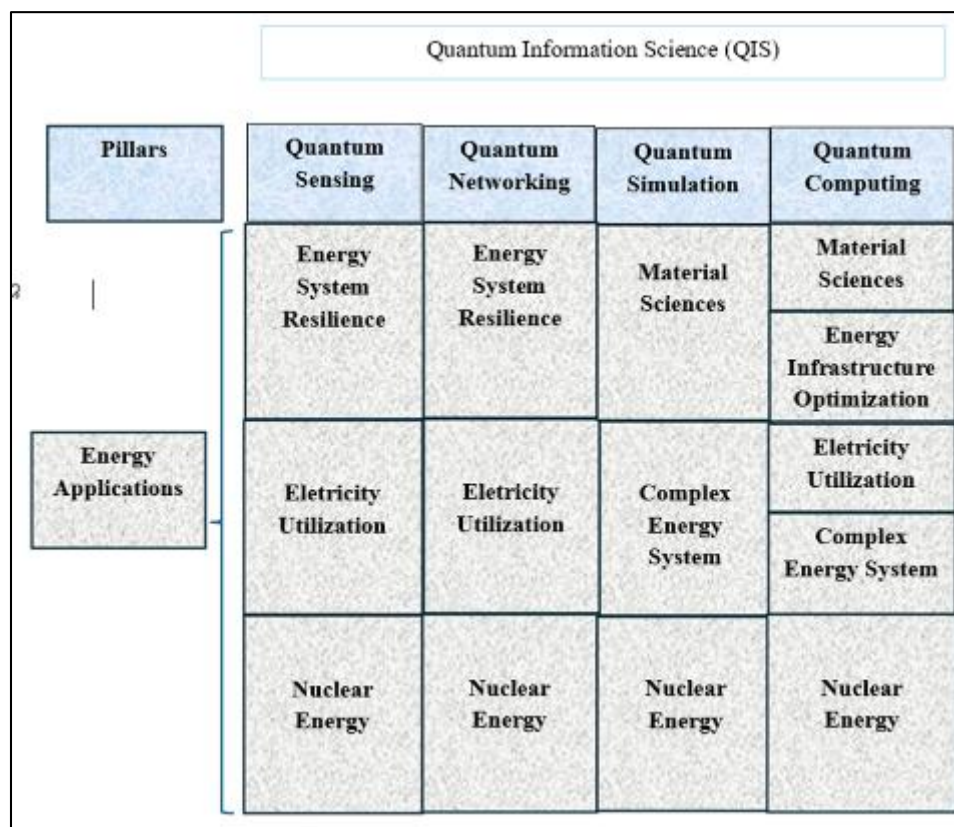 Quantum Information Science (QIS)
Pillars
Quantum
Sensing
Quantum
Networking
Quantum
Simulation
Quantum
Computing
Energy
Applications
Energy
System
Resilience
Energy
System
Resilience
Material
Sciences
Material
Sciences
Energy
Infrastructure
Optimization
Eletricity
Utilization
Eletricity
Utilization
Complex
Energy
System
Eletricity
Utilization
Complex
Energy System
Nuclear
Energy
Nuclear
Energy
Nuclear
Energy
Nuclear
Energy